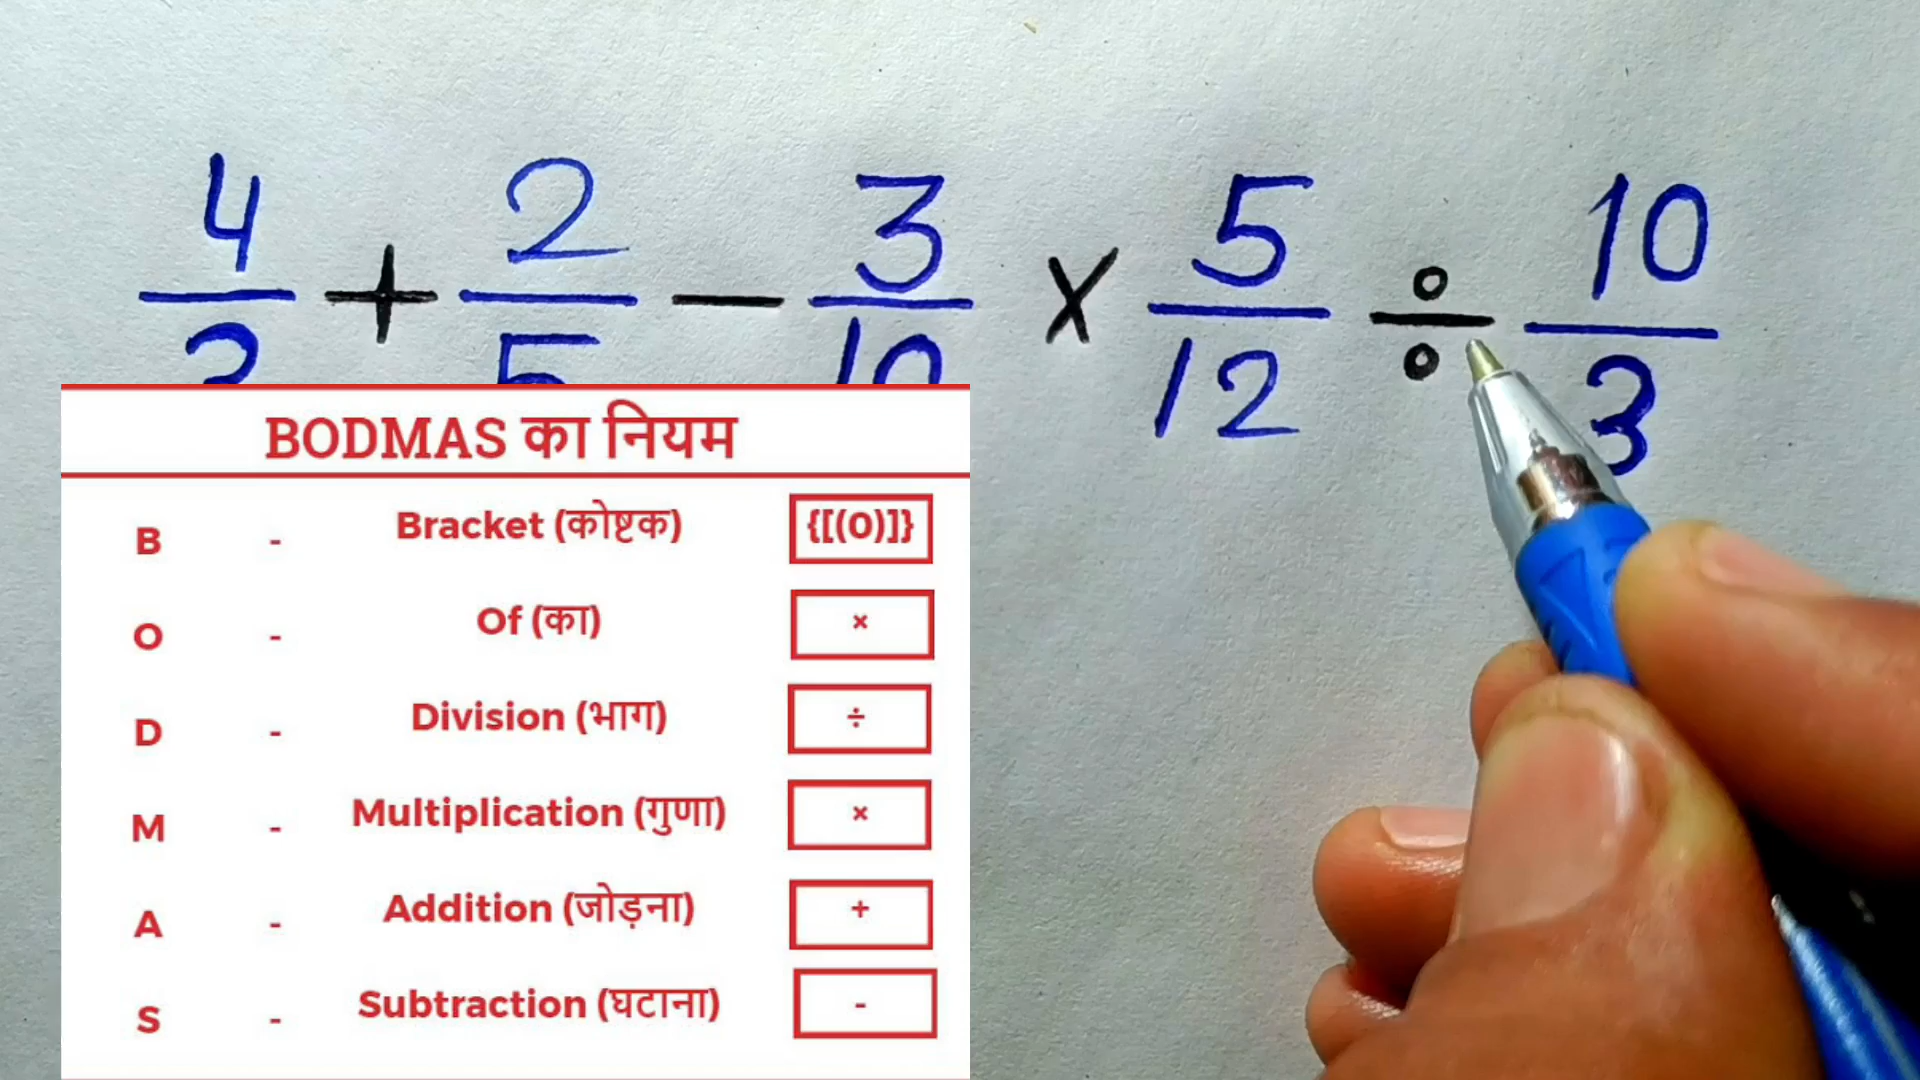 4/3 + 2/5 − 3/10 × 5/12 ÷ 10/3
BODMAS का नियम
B - Bracket (कोष्टक) {[(0)]}
O - Of (का) ×
D - Division (भाग) ÷
M - Multiplication (गुणा) ×
A - Addition (जोड़ना) +
S - Subtraction (घटाना) -